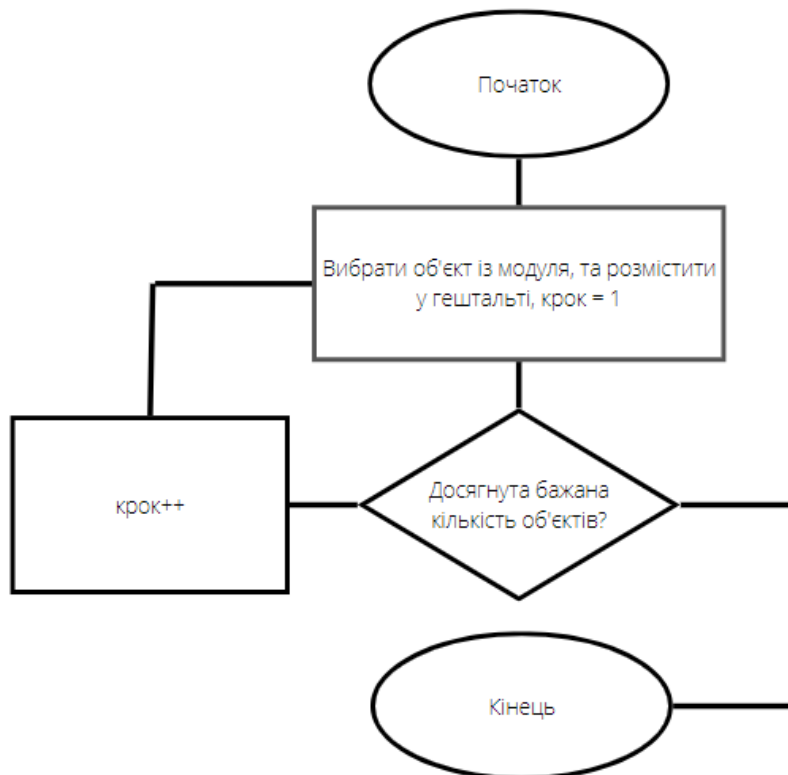 Початок
Вибрати об'єкт із модуля, та розмістити
у гештальті, крок = 1
Досягнута бажана
кількість об'єктів?
крок++
Кінець